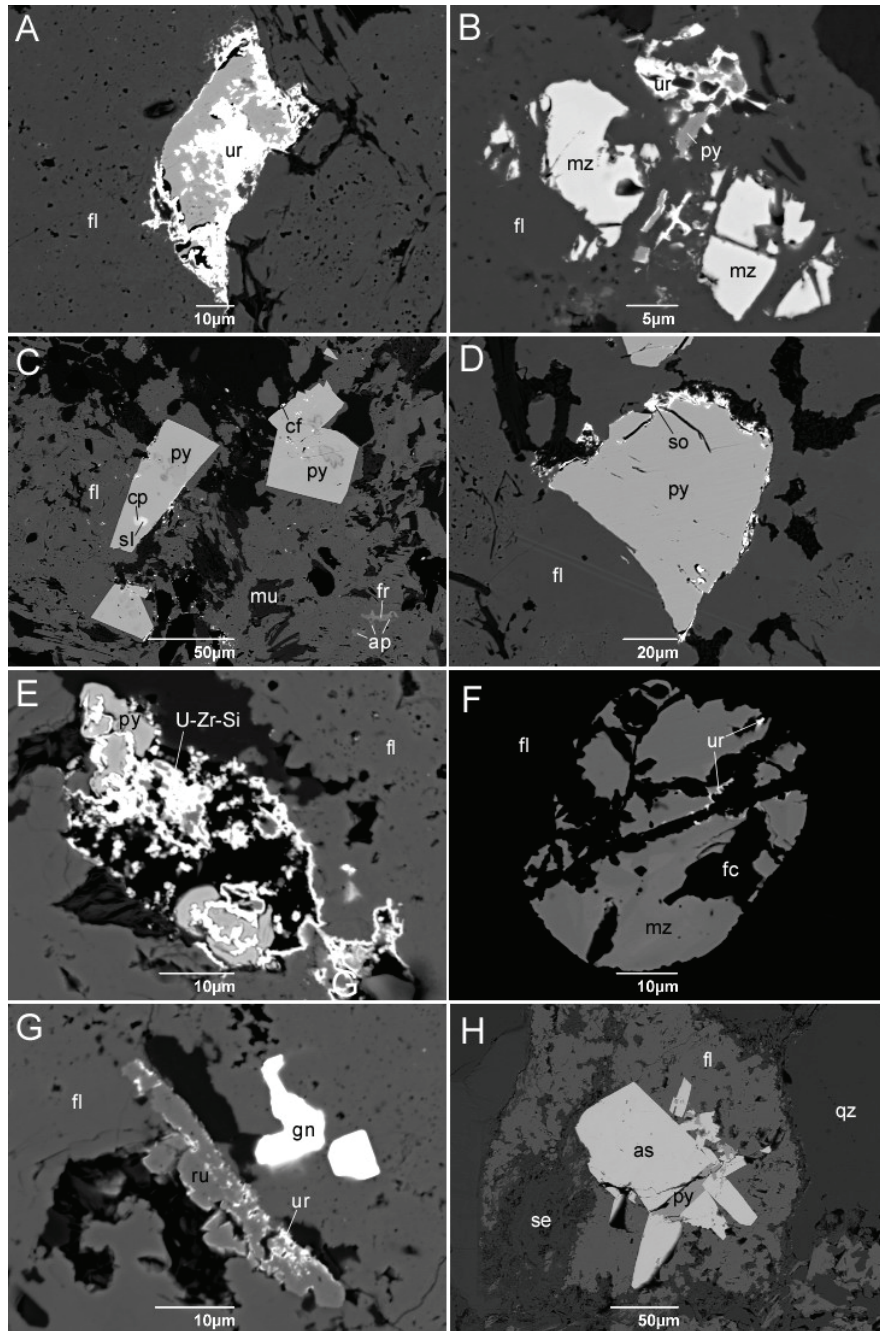 A
ur
fl
10µm
B
ur
py
mz
mz
fl
5µm
C
cf
py
py
fl
cp
sl
mu
fr
ap
50µm
D
so
py
fl
20µm
E
py
U-Zr-Si
fl
10µm
F
fl
ur
fc
mz
10µm
G
fl
gn
ru
ur
10µm
H
fl
qz
as
py
se
50µm